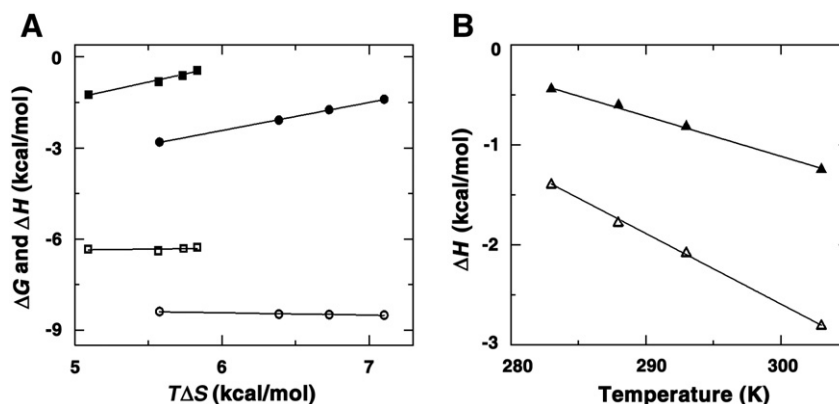 A
0
-3
-6
-9
5
6
7
ΔG and ΔH (kcal/mol)
TΔS (kcal/mol)
B
0
-1
-2
-3
280
290
300
ΔH (kcal/mol)
Temperature (K)